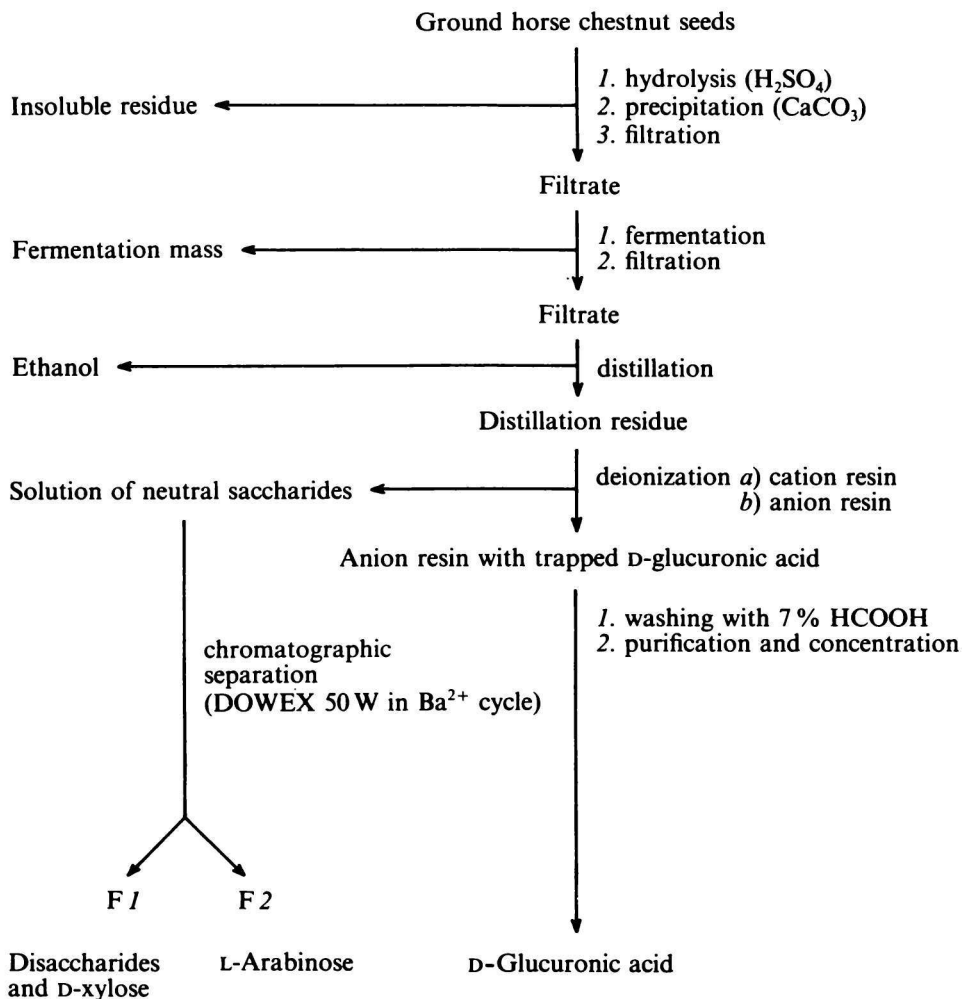 Ground horse chestnut seeds
1. hydrolysis (H₂SO₄)
Insoluble residue
2. precipitation (CaCO₃)
3. filtration
Filtrate
1. fermentation
Fermentation mass
2. filtration
Filtrate
Ethanol
distillation
Distillation residue
deionization a) cation resin
Solution of neutral saccharides
b) anion resin
Anion resin with trapped D-glucuronic acid
1. washing with 7 % HCOOH
2. purification and concentration
chromatographic
separation
(DOWEX 50 W in Ba²⁺ cycle)
F 1 F 2
Disaccharides L-Arabinose D-Glucuronic acid
and D-xylose